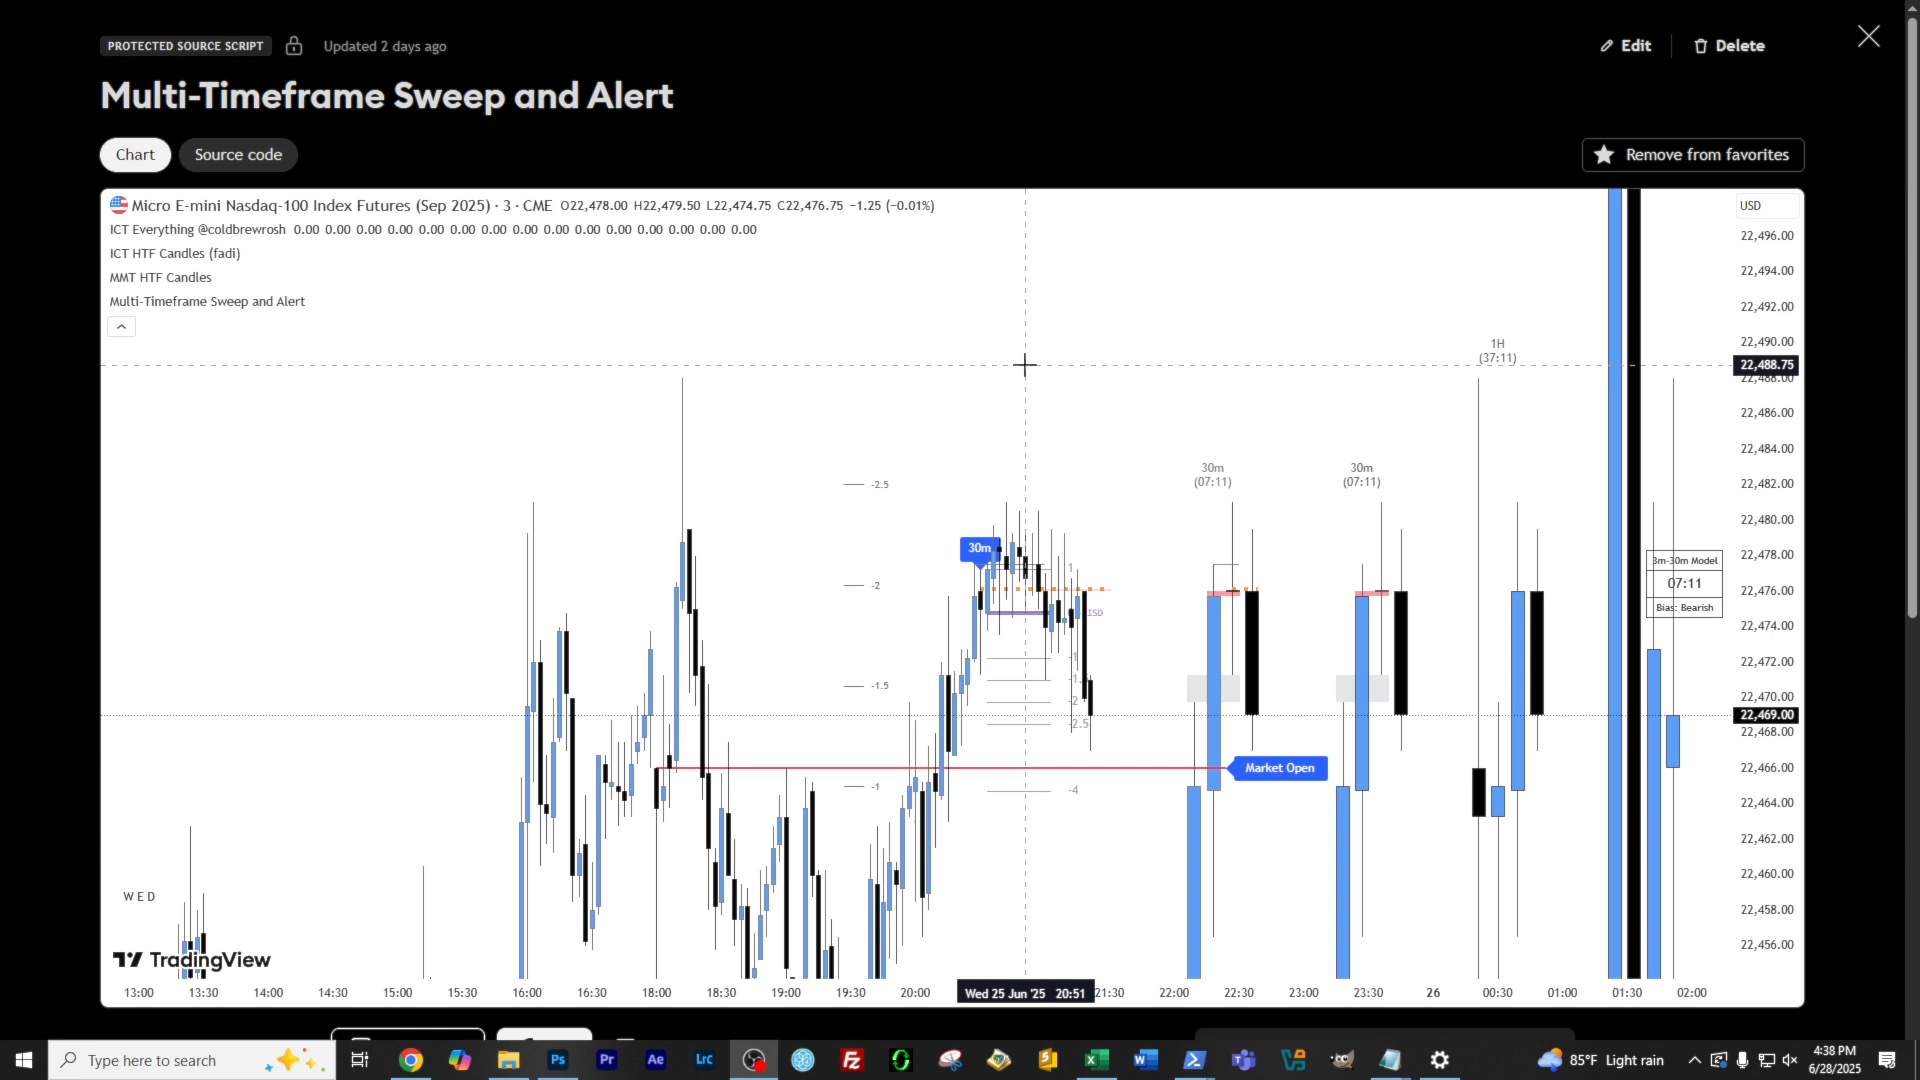 PROTECTED SOURCE SCRIPT Updated 2 days ago
Edit Delete
Multi-Timeframe Sweep and Alert
Chart Source code
Remove from favorites
Micro E-mini Nasdaq-100 Index Futures (Sep 2025) · 3 · CME O22,478.00 H22,479.50 L22,474.75 C22,476.75 −1.25 (−0.01%)
USD
ICT Everything @coldbrewrosh 0.00 0.00 0.00 0.00 0.00 0.00 0.00 0.00 0.00 0.00 0.00 0.00 0.00 0.00 0.00
ICT HTF Candles (fadi)
MMT HTF Candles
Multi-Timeframe Sweep and Alert
22,496.00
22,494.00
22,492.00
22,490.00
22,488.75
22,488.00
22,486.00
22,484.00
22,482.00
22,480.00
22,478.00
22,476.00
22,474.00
22,472.00
22,470.00
22,469.00
22,468.00
22,466.00
22,464.00
22,462.00
22,460.00
22,458.00
22,456.00
1H
(37:11)
30m
(07:11)
30m
(07:11)
-2.5
-2
-1.5
-1
30m
1
-1
-2
-2.5
-4
3m-30m Model
07:11
Bias: Bearish
Market Open
WED
TradingView
13:00 13:30 14:00 14:30 15:00 15:30 16:00 16:30 18:00 18:30 19:00 19:30 20:00 Wed 25 Jun '25 20:51 21:30 22:00 22:30 23:00 23:30 26 00:30 01:00 01:30 02:00
Type here to search
Ps Pr Ae Lrc
85°F Light rain
4:38 PM
6/28/2025